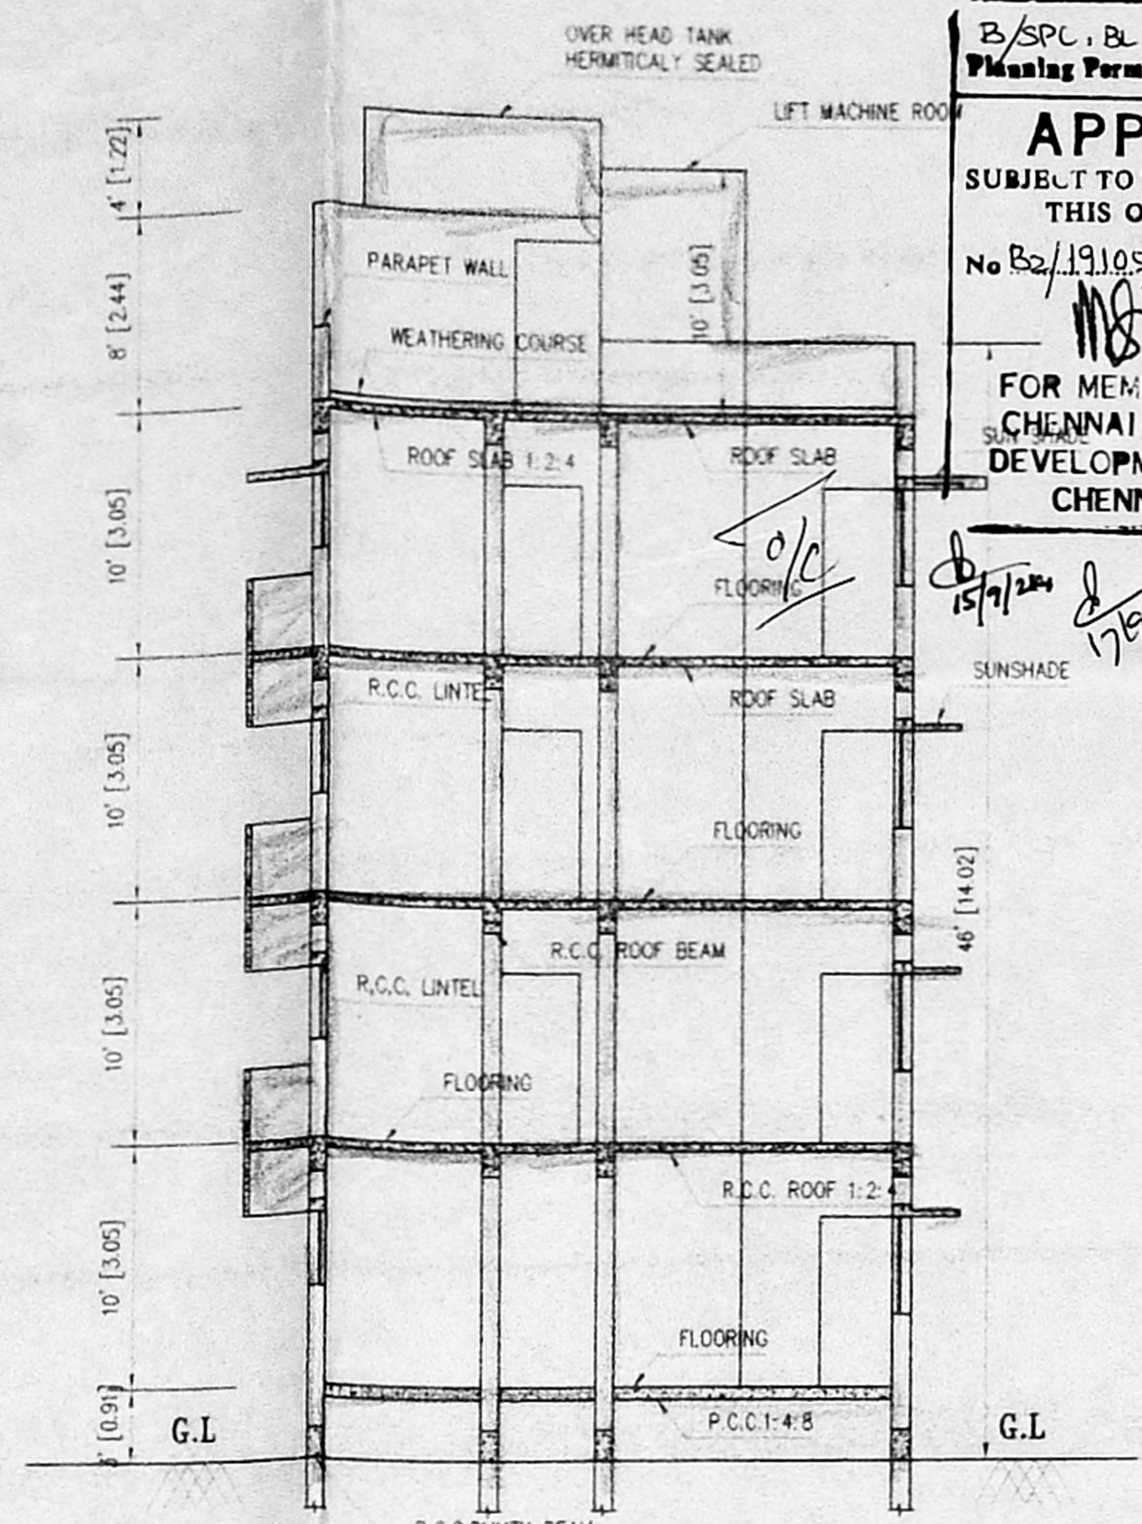 OVER HEAD TANK
HERMITICALY SEALED
LIFT MACHINE ROOM
B/SPC, BL
Planning Perm
APP
SUBJECT TO
THIS O
No B2/19105
FOR MEM
CHENNAI
DEVELOPM
CHENN
15/9/
4' [1.22]
8' [2.44]
PARAPET WALL
10' [3.05]
WEATHERING COURSE
ROOF SLAB 1:2:4
ROOF SLAB
SUN SHADE
10' [3.05]
O/C
FLOORING
SUNSHADE
R.C.C. LINTEL
ROOF SLAB
10' [3.05]
FLOORING
46' [14.02]
R.C.C. ROOF BEAM
R.C.C. LINTEL
10' [3.05]
FLOORING
R.C.C. ROOF 1:2:4
10' [3.05]
FLOORING
[0.91]
G.L
P.C.C.1:4:8
G.L